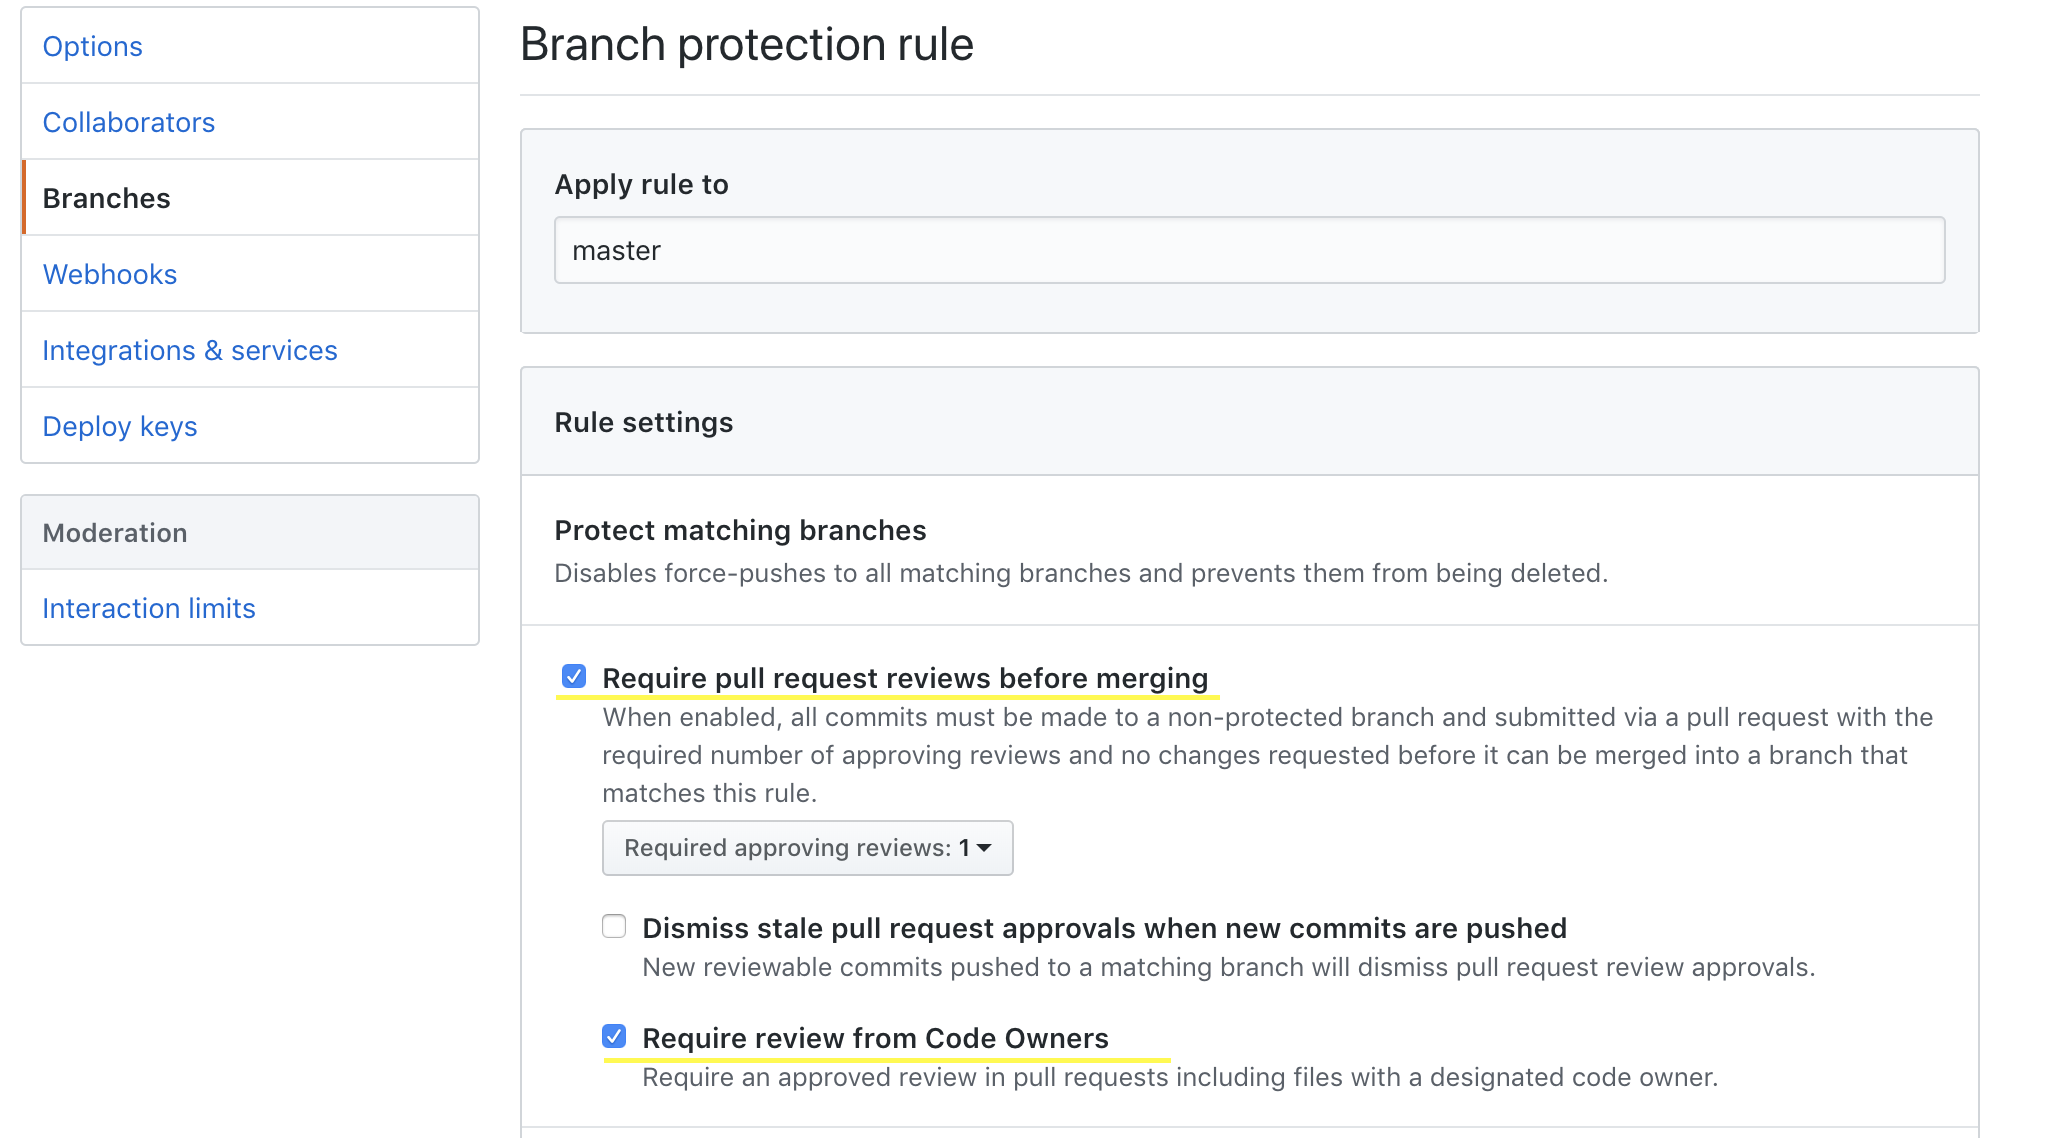 Options
Collaborators
Branches
Webhooks
Integrations & services
Deploy keys
Moderation
Interaction limits
Branch protection rule
Apply rule to
master
Rule settings
Protect matching branches
Disables force-pushes to all matching branches and prevents them from being deleted.
Require pull request reviews before merging
When enabled, all commits must be made to a non-protected branch and submitted via a pull request with the
required number of approving reviews and no changes requested before it can be merged into a branch that
matches this rule.
Required approving reviews: 1
Dismiss stale pull request approvals when new commits are pushed
New reviewable commits pushed to a matching branch will dismiss pull request review approvals.
Require review from Code Owners
Require an approved review in pull requests including files with a designated code owner.